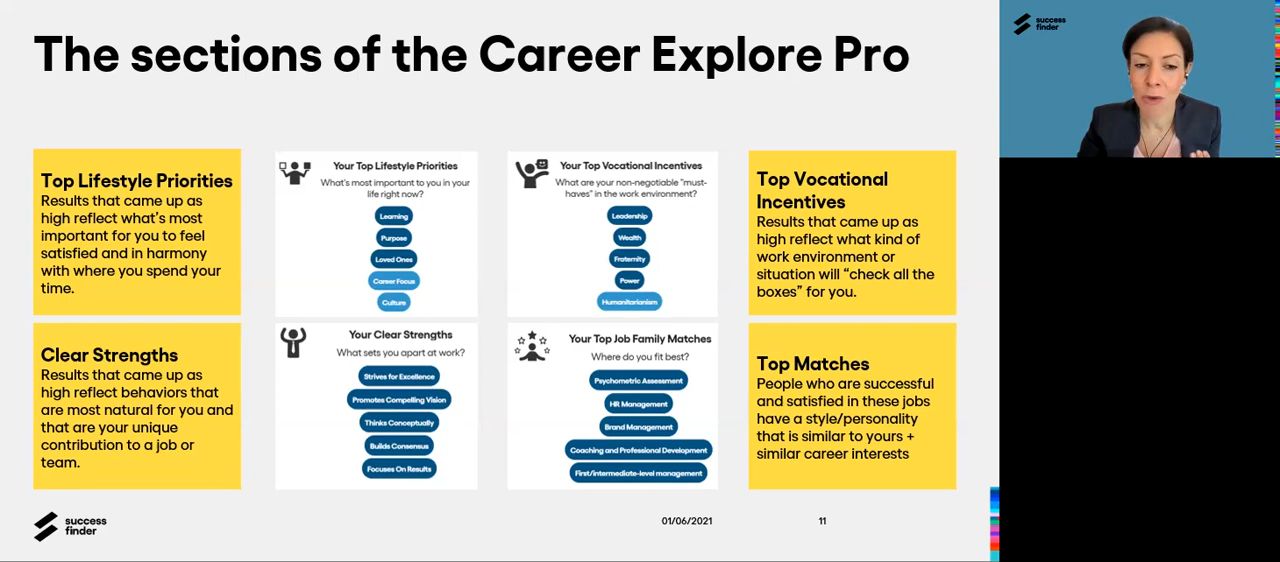 The sections of the Career Explore Pro
Top Lifestyle Priorities
Results that came up as
high reflect what's most
important for you to feel
satisfied and in harmony
with where you spend your
time.
Your Top Lifestyle Priorities
What's most important to you in your
life right now?
Learning
Purpose
Loved Ones
Career Focus
Culture
Your Top Vocational Incentives
What are your non-negotiable "must-
haves" in the work environment?
Leadership
Wealth
Fraternity
Power
Humanitarianism
Top Vocational
Incentives
Results that came up as
high reflect what kind of
work environment or
situation will “check all the
boxes” for you.
Clear Strengths
Results that came up as
high reflect behaviors that
are most natural for you and
that are your unique
contribution to a job or
team.
Your Clear Strengths
What sets you apart at work?
Strives for Excellence
Promotes Compelling Vision
Thinks Conceptually
Builds Consensus
Focuses On Results
Your Top Job Family Matches
Where do you fit best?
Psychometric Assessment
HR Management
Brand Management
Coaching and Professional Development
First/intermediate-level management
Top Matches
People who are successful
and satisfied in these jobs
have a style/personality
that is similar to yours +
similar career interests
success
finder
01/06/2021
11
success
finder